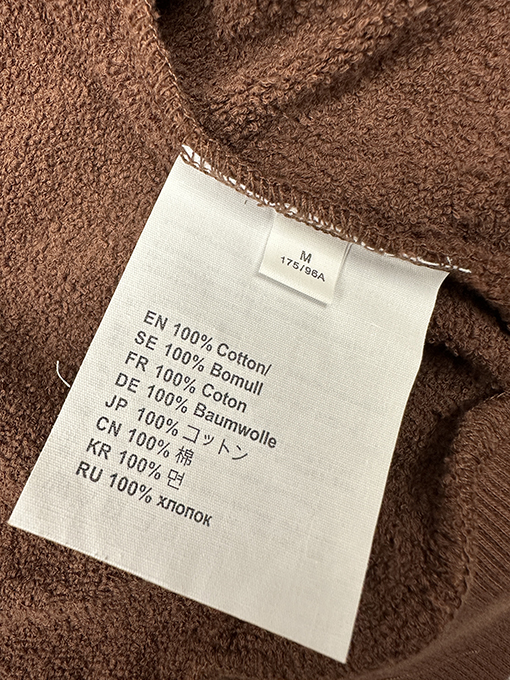 M
175/96A
EN 100% Cotton/
SE 100% Bomull
FR 100% Coton
DE 100% Baumwolle
JP 100% コットン
CN 100% 棉
KR 100% 면
RU 100% хлопок